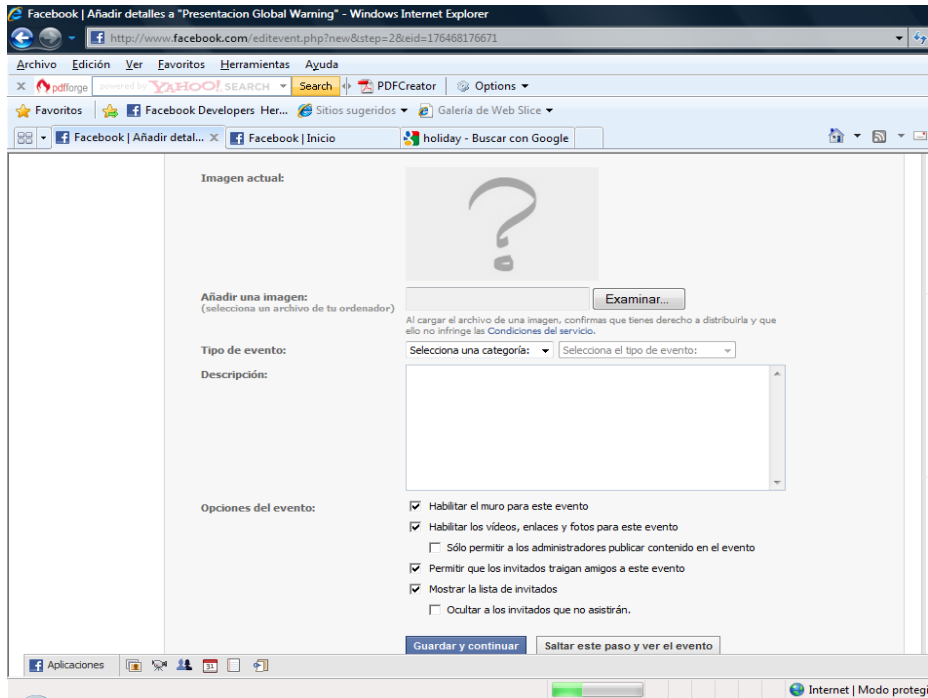 Facebook | Añadir detalles a "Presentacion Global Warning" - Windows Internet Explorer
http://www.facebook.com/editevent.php?new&step=2&eid=176468176671
Archivo Edición Ver Favoritos Herramientas Ayuda
pdfforge powered by YAHOO! SEARCH Search PDFCreator Options
Favoritos Facebook Developers Her... Sitios sugeridos Galería de Web Slice
Facebook | Añadir detal... Facebook | Inicio holiday - Buscar con Google
Imagen actual:
?
Añadir una imagen: Examinar...
(selecciona un archivo de tu ordenador)
Al cargar el archivo de una imagen, confirmas que tienes derecho a distribuirla y que
ello no infringe las Condiciones del servicio.
Tipo de evento: Selecciona una categoría: Selecciona el tipo de evento:
Descripción:
Opciones del evento: Habilitar el muro para este evento
Habilitar los vídeos, enlaces y fotos para este evento
Sólo permitir a los administradores publicar contenido en el evento
Permitir que los invitados traigan amigos a este evento
Mostrar la lista de invitados
Ocultar a los invitados que no asistirán.
Guardar y continuar Saltar este paso y ver el evento
Aplicaciones 31
Internet | Modo protegi